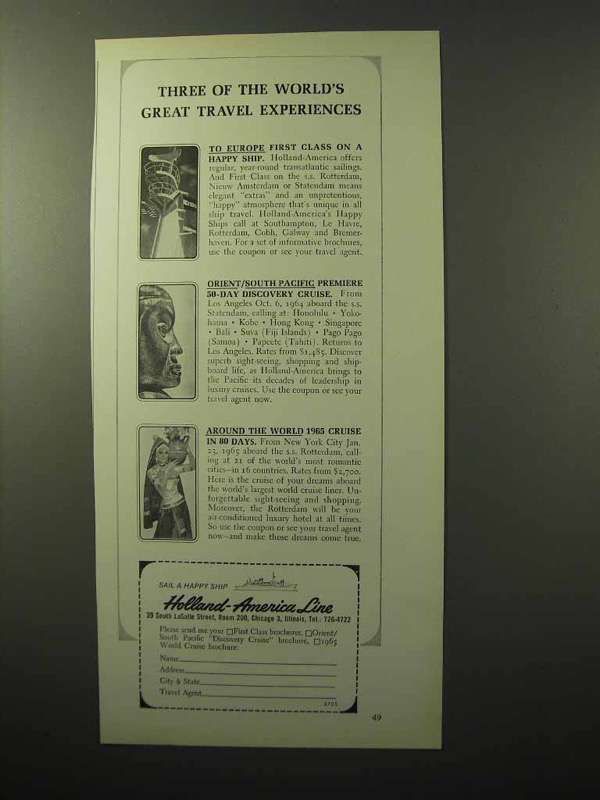 THREE OF THE WORLD'S
GREAT TRAVEL EXPERIENCES
TO EUROPE FIRST CLASS ON A
HAPPY SHIP. Holland-America offers
regular, year-round transatlantic sailings.
And First Class on the s.s. Rotterdam,
Nieuw Amsterdam or Statendam means
elegant "extras" and an unpretentious,
"happy" atmosphere that's unique in all
ship travel. Holland-America's Happy
Ships call at Southampton, Le Havre,
Rotterdam, Cobh, Galway and Bremer-
haven. For a set of informative brochures,
use the coupon or see your travel agent.
ORIENT/SOUTH PACIFIC PREMIERE
50-DAY DISCOVERY CRUISE. From
Los Angeles Oct. 6, 1964 aboard the s.s.
Statendam, calling at: Honolulu • Yoko-
hama • Kobe • Hong Kong • Singapore
• Bali • Suva (Fiji Islands) • Pago Pago
(Samoa) • Papeete (Tahiti). Returns to
Los Angeles. Rates from $1,485. Discover
superb sight-seeing, shopping and ship-
board life, as Holland-America brings to
the Pacific its decades of leadership in
luxury cruises. Use the coupon or see your
travel agent now.
AROUND THE WORLD 1965 CRUISE
IN 80 DAYS. From New York City Jan.
23, 1965 aboard the s.s. Rotterdam, call-
ing at 21 of the world's most romantic
cities—in 16 countries. Rates from $2,700.
Here is the cruise of your dreams aboard
the world's largest world cruise liner. Un-
forgettable sight-seeing and shopping.
Moreover, the Rotterdam will be your
air-conditioned luxury hotel at all times.
So use the coupon or see your travel agent
now—and make those dreams come true.
SAIL A HAPPY SHIP
Holland-America Line
39 South LaSalle Street, Room 200, Chicago 3, Illinois, Tel. 726-4722
Please send me your ☐First Class brochures, ☐Orient/
South Pacific "Discovery Cruise" brochure, ☐1965
World Cruise brochure.
Name
Address
City & State
Travel Agent
49